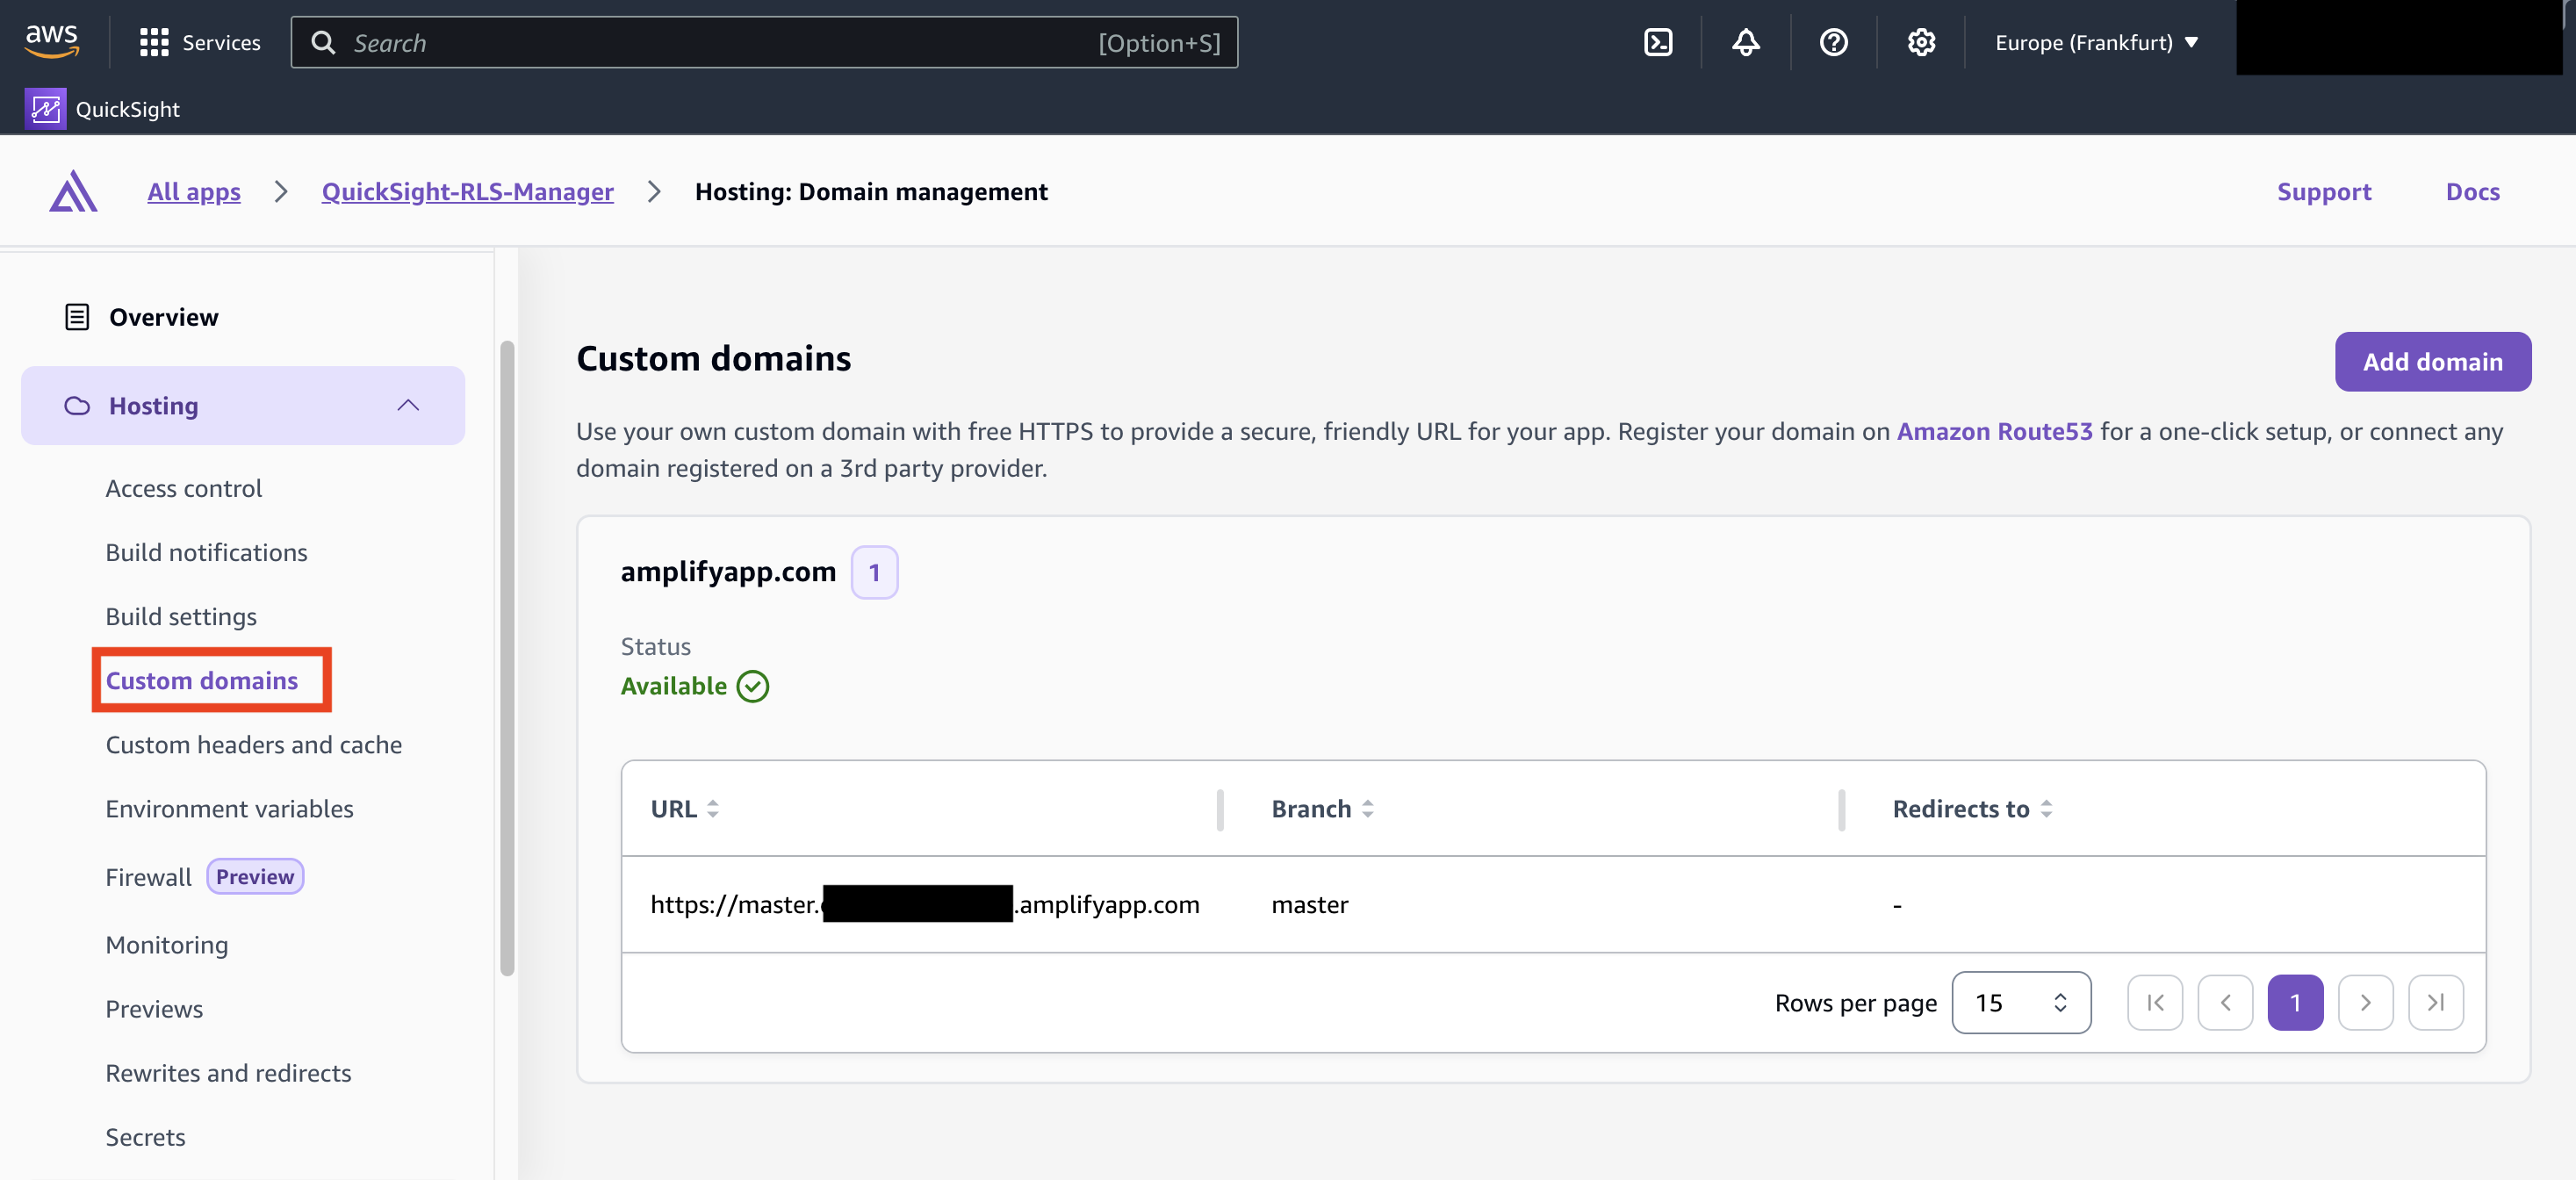 aws
Services
Search
[Option+S]
Europe (Frankfurt)
QuickSight
All apps
QuickSight-RLS-Manager
Hosting: Domain management
Support
Docs
Overview
Hosting
Access control
Build notifications
Build settings
Custom domains
Custom headers and cache
Environment variables
Firewall Preview
Monitoring
Previews
Rewrites and redirects
Secrets
Custom domains
Add domain
Use your own custom domain with free HTTPS to provide a secure, friendly URL for your app. Register your domain on Amazon Route53 for a one-click setup, or connect any
domain registered on a 3rd party provider.
amplifyapp.com 1
Status
Available
URL Branch Redirects to
https://master. .amplifyapp.com master -
Rows per page 15 1